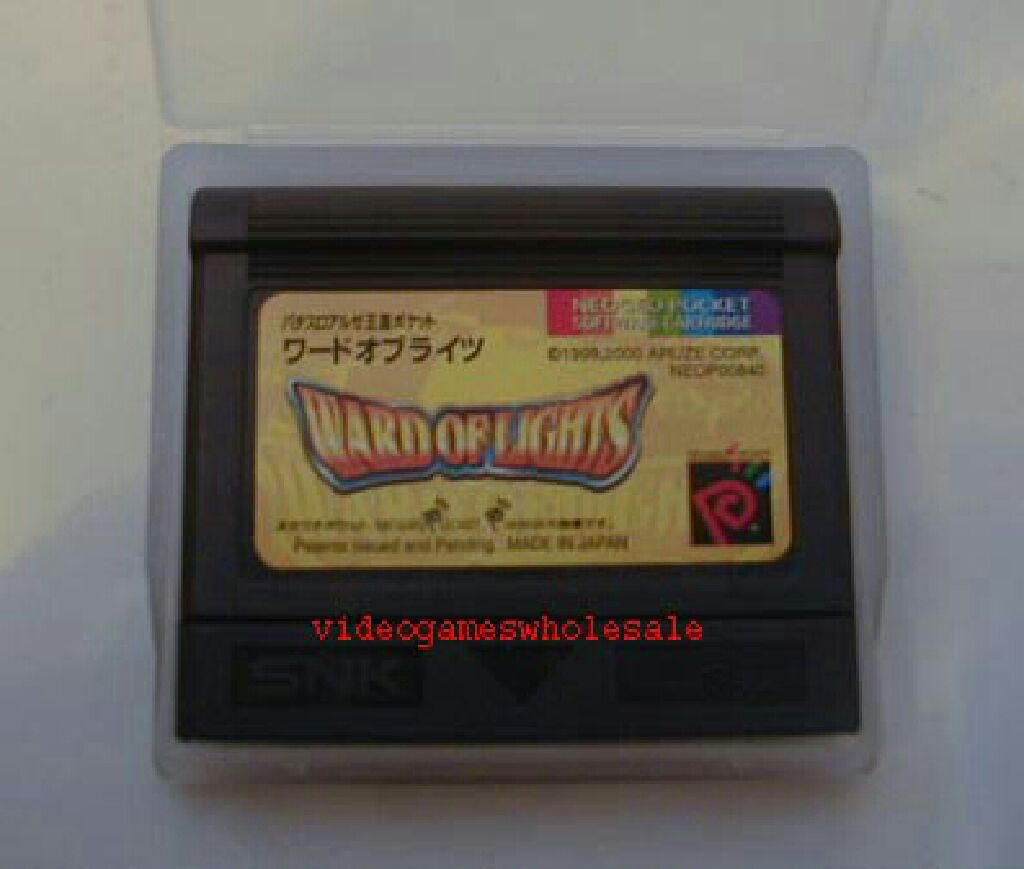 パチスロアルゼ王国ポケット
ワードオブライツ
NEOGEO POCKET
SOFTWARE CARTRIDGE
©1999,2000 ARUZE CORP.
NEOP00840
WARD OF LIGHTS
Patents Issued and Pending MADE IN JAPAN
videogameswholesale
SNK